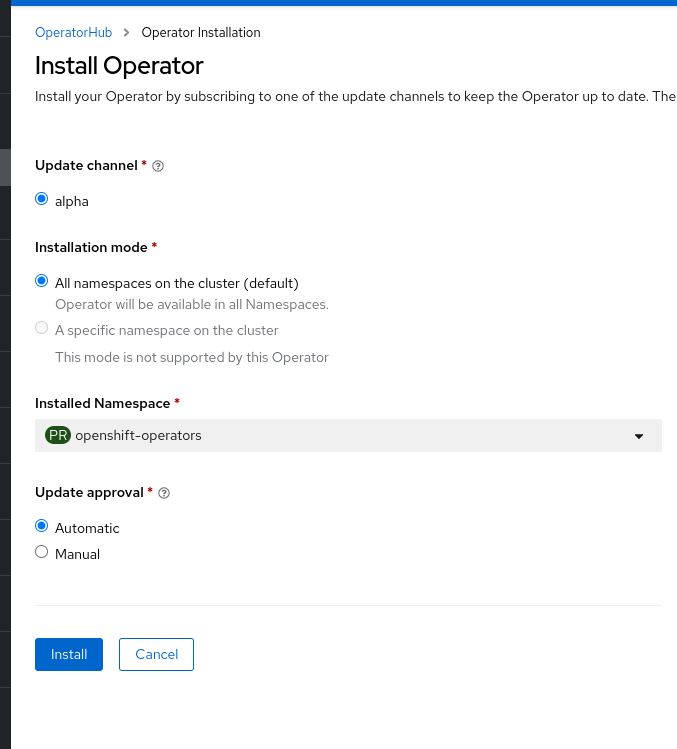 OperatorHub > Operator Installation
Install Operator
Install your Operator by subscribing to one of the update channels to keep the Operator up to date. The
Update channel *
alpha
Installation mode *
All namespaces on the cluster (default)
Operator will be available in all Namespaces.
A specific namespace on the cluster
This mode is not supported by this Operator
Installed Namespace *
PR openshift-operators
Update approval *
Automatic
Manual
Install Cancel